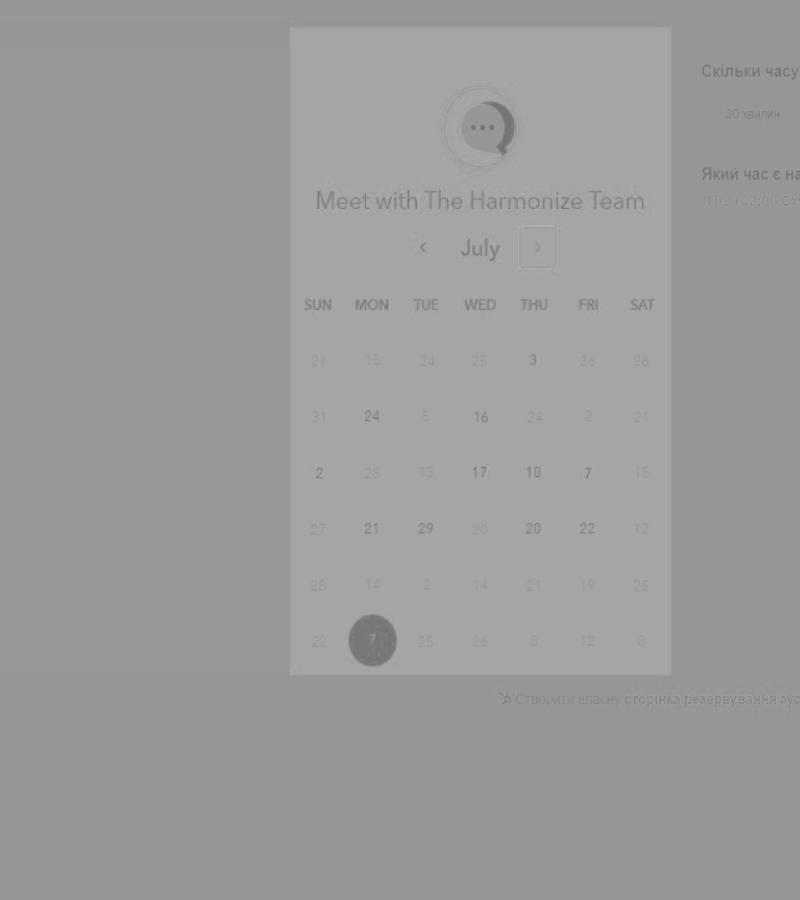 Meet with The Harmonize Team
July
SUN MON TUE WED THU FRI SAT
21 15 24 25 3 26 28
31 24 5 16 24 2 21
2 28 13 17 10 7 15
27 21 29 20 20 22 12
28 14 2 14 21 19 25
22 7 25 26 8 12 8
Скільки часу
30 хвилин
Який час є на
UTC +02:00 Сх
Створити власну сторінка резервування зус